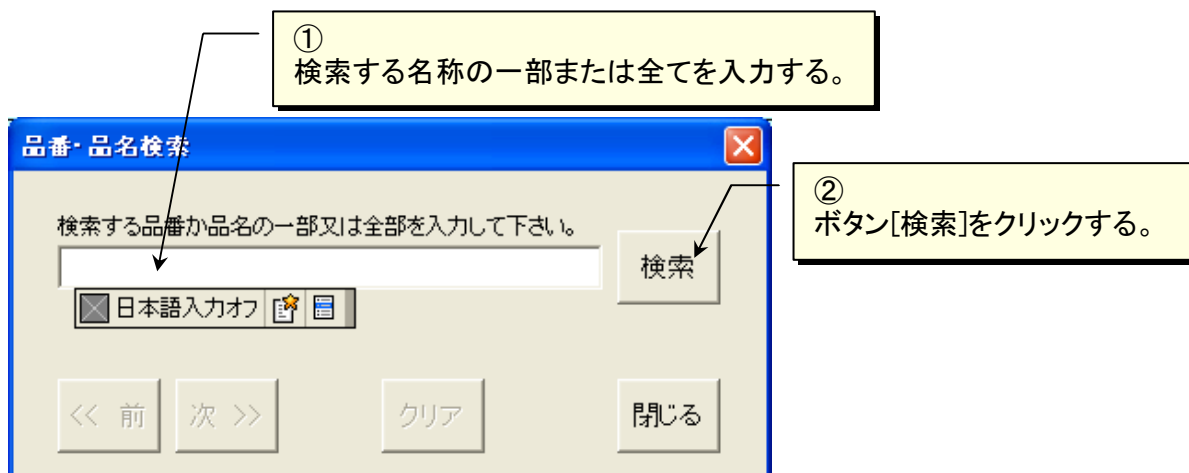 ①
検索する名称の一部または全てを入力する。
品番・品名検索
②
ボタン[検索]をクリックする。
検索する品番か品名の一部又は全部を入力して下さい。
検索
日本語入力オフ
<< 前
次 >>
クリア
閉じる